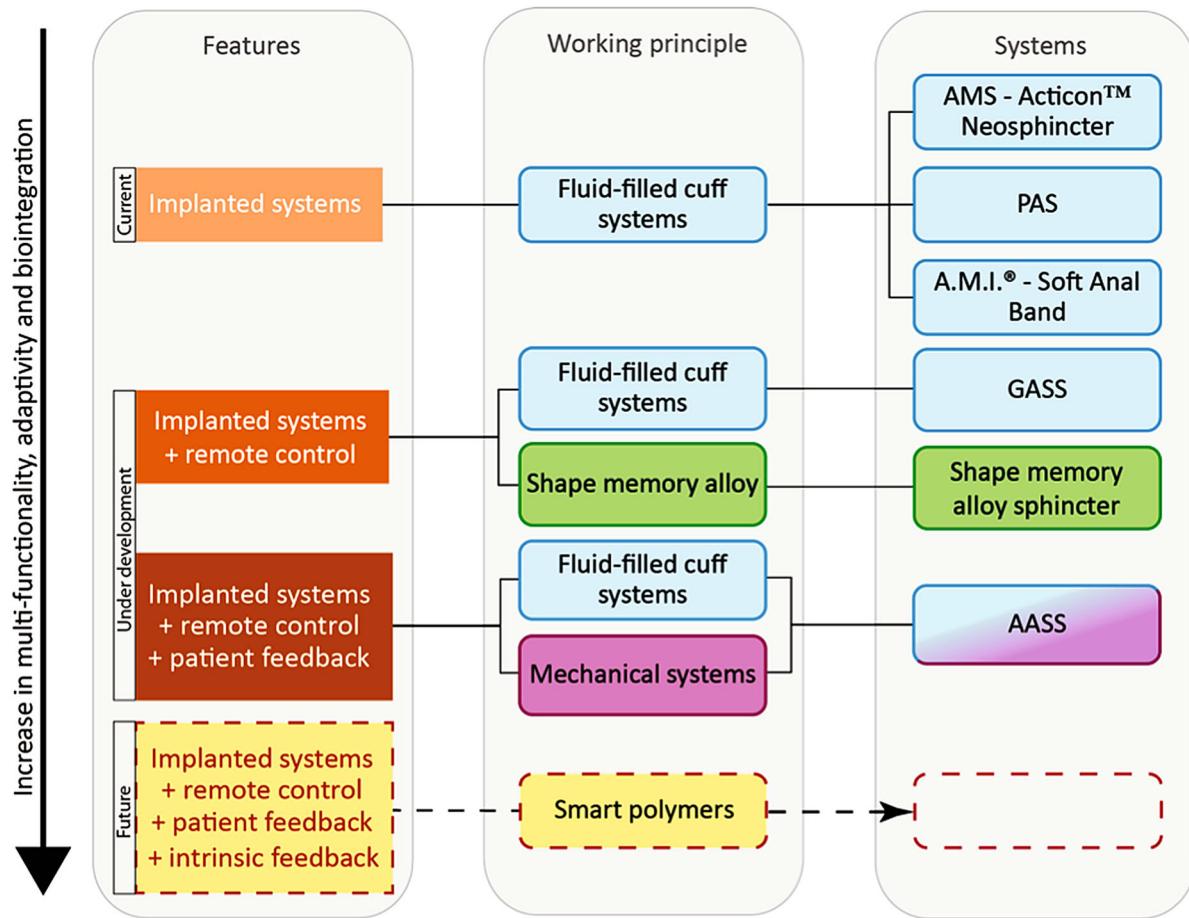 Increase in multi-functionality, adaptivity and biointegration
Features
Working principle
Systems
Current
Implanted systems
Fluid-filled cuff
systems
AMS - Acticon™
Neosphincter
PAS
A.M.I.® - Soft Anal
Band
Under development
Implanted systems
+ remote control
Fluid-filled cuff
systems
GASS
Shape memory alloy
Shape memory
alloy sphincter
Implanted systems
+ remote control
+ patient feedback
Fluid-filled cuff
systems
Mechanical systems
AASS
Future
Implanted systems
+ remote control
+ patient feedback
+ intrinsic feedback
Smart polymers